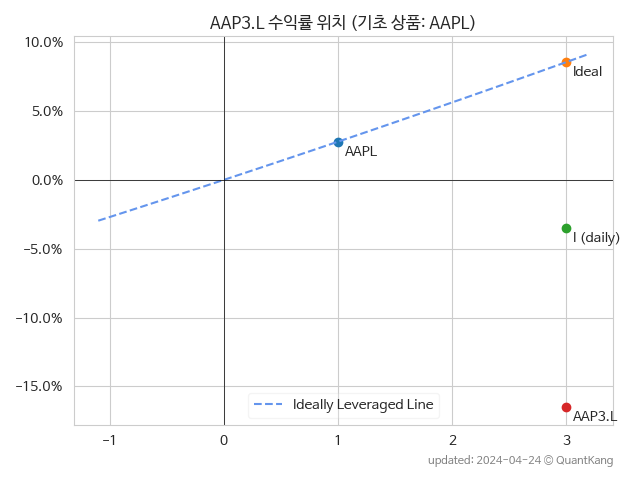 AAP3.L 수익률 위치 (기초 상품: AAPL)
10.0%
5.0%
0.0%
−5.0%
−10.0%
−15.0%
Ideal
AAPL
I (daily)
AAP3.L
Ideally Leveraged Line
−1
0
1
2
3
updated: 2024-04-24 © QuantKang